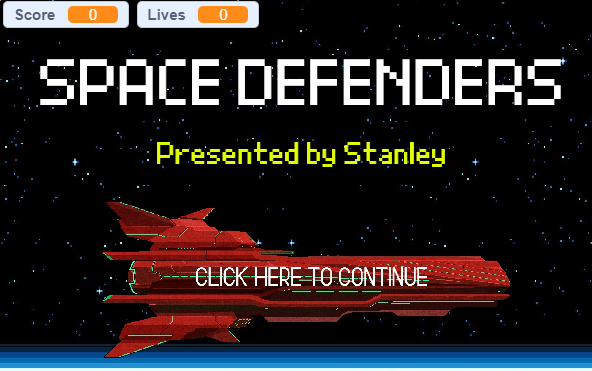 Score 0 Lives 0
SPACE DEFENDERS
Presented by Stanley
CLICK HERE TO CONTINUE